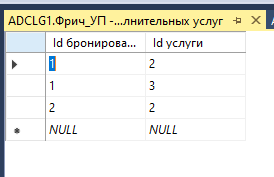 ADCLG1.Фрич_УП -...лнительных услуг
Id бронирова... Id услуги
1 2
1 3
2 2
NULL NULL